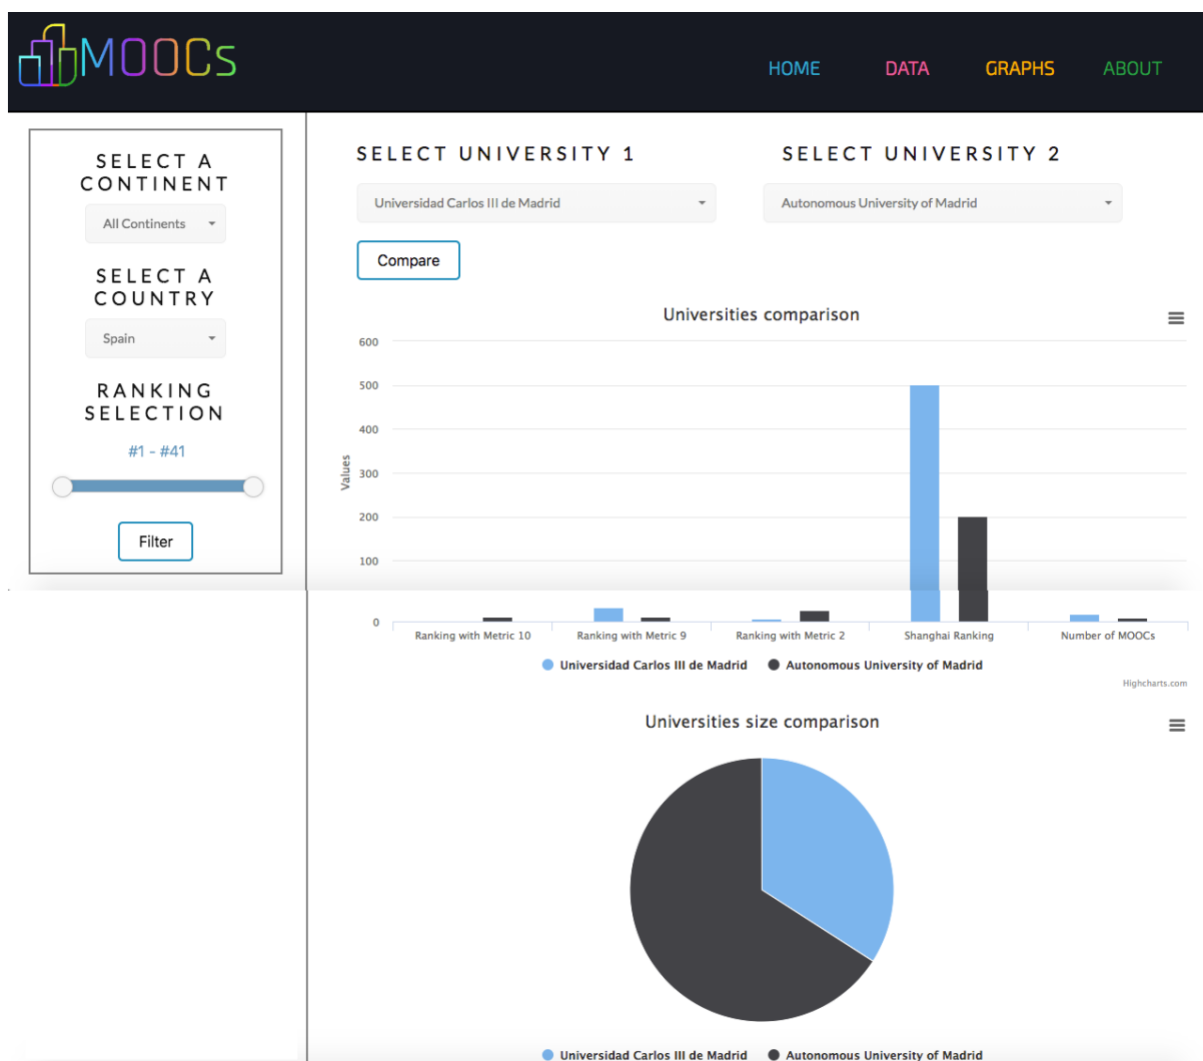 MOOCs
HOME DATA GRAPHS ABOUT
SELECT A
CONTINENT
All Continents
SELECT A
COUNTRY
Spain
RANKING
SELECTION
#1 - #41
Filter
SELECT UNIVERSITY 1
SELECT UNIVERSITY 2
Universidad Carlos III de Madrid
Autonomous University of Madrid
Compare
Universities comparison
600
500
400
300
200
100
0
Values
Ranking with Metric 10
Ranking with Metric 9
Ranking with Metric 2
Shanghai Ranking
Number of MOOCs
Universidad Carlos III de Madrid Autonomous University of Madrid
Highcharts.com
Universities size comparison
Universidad Carlos III de Madrid Autonomous University of Madrid